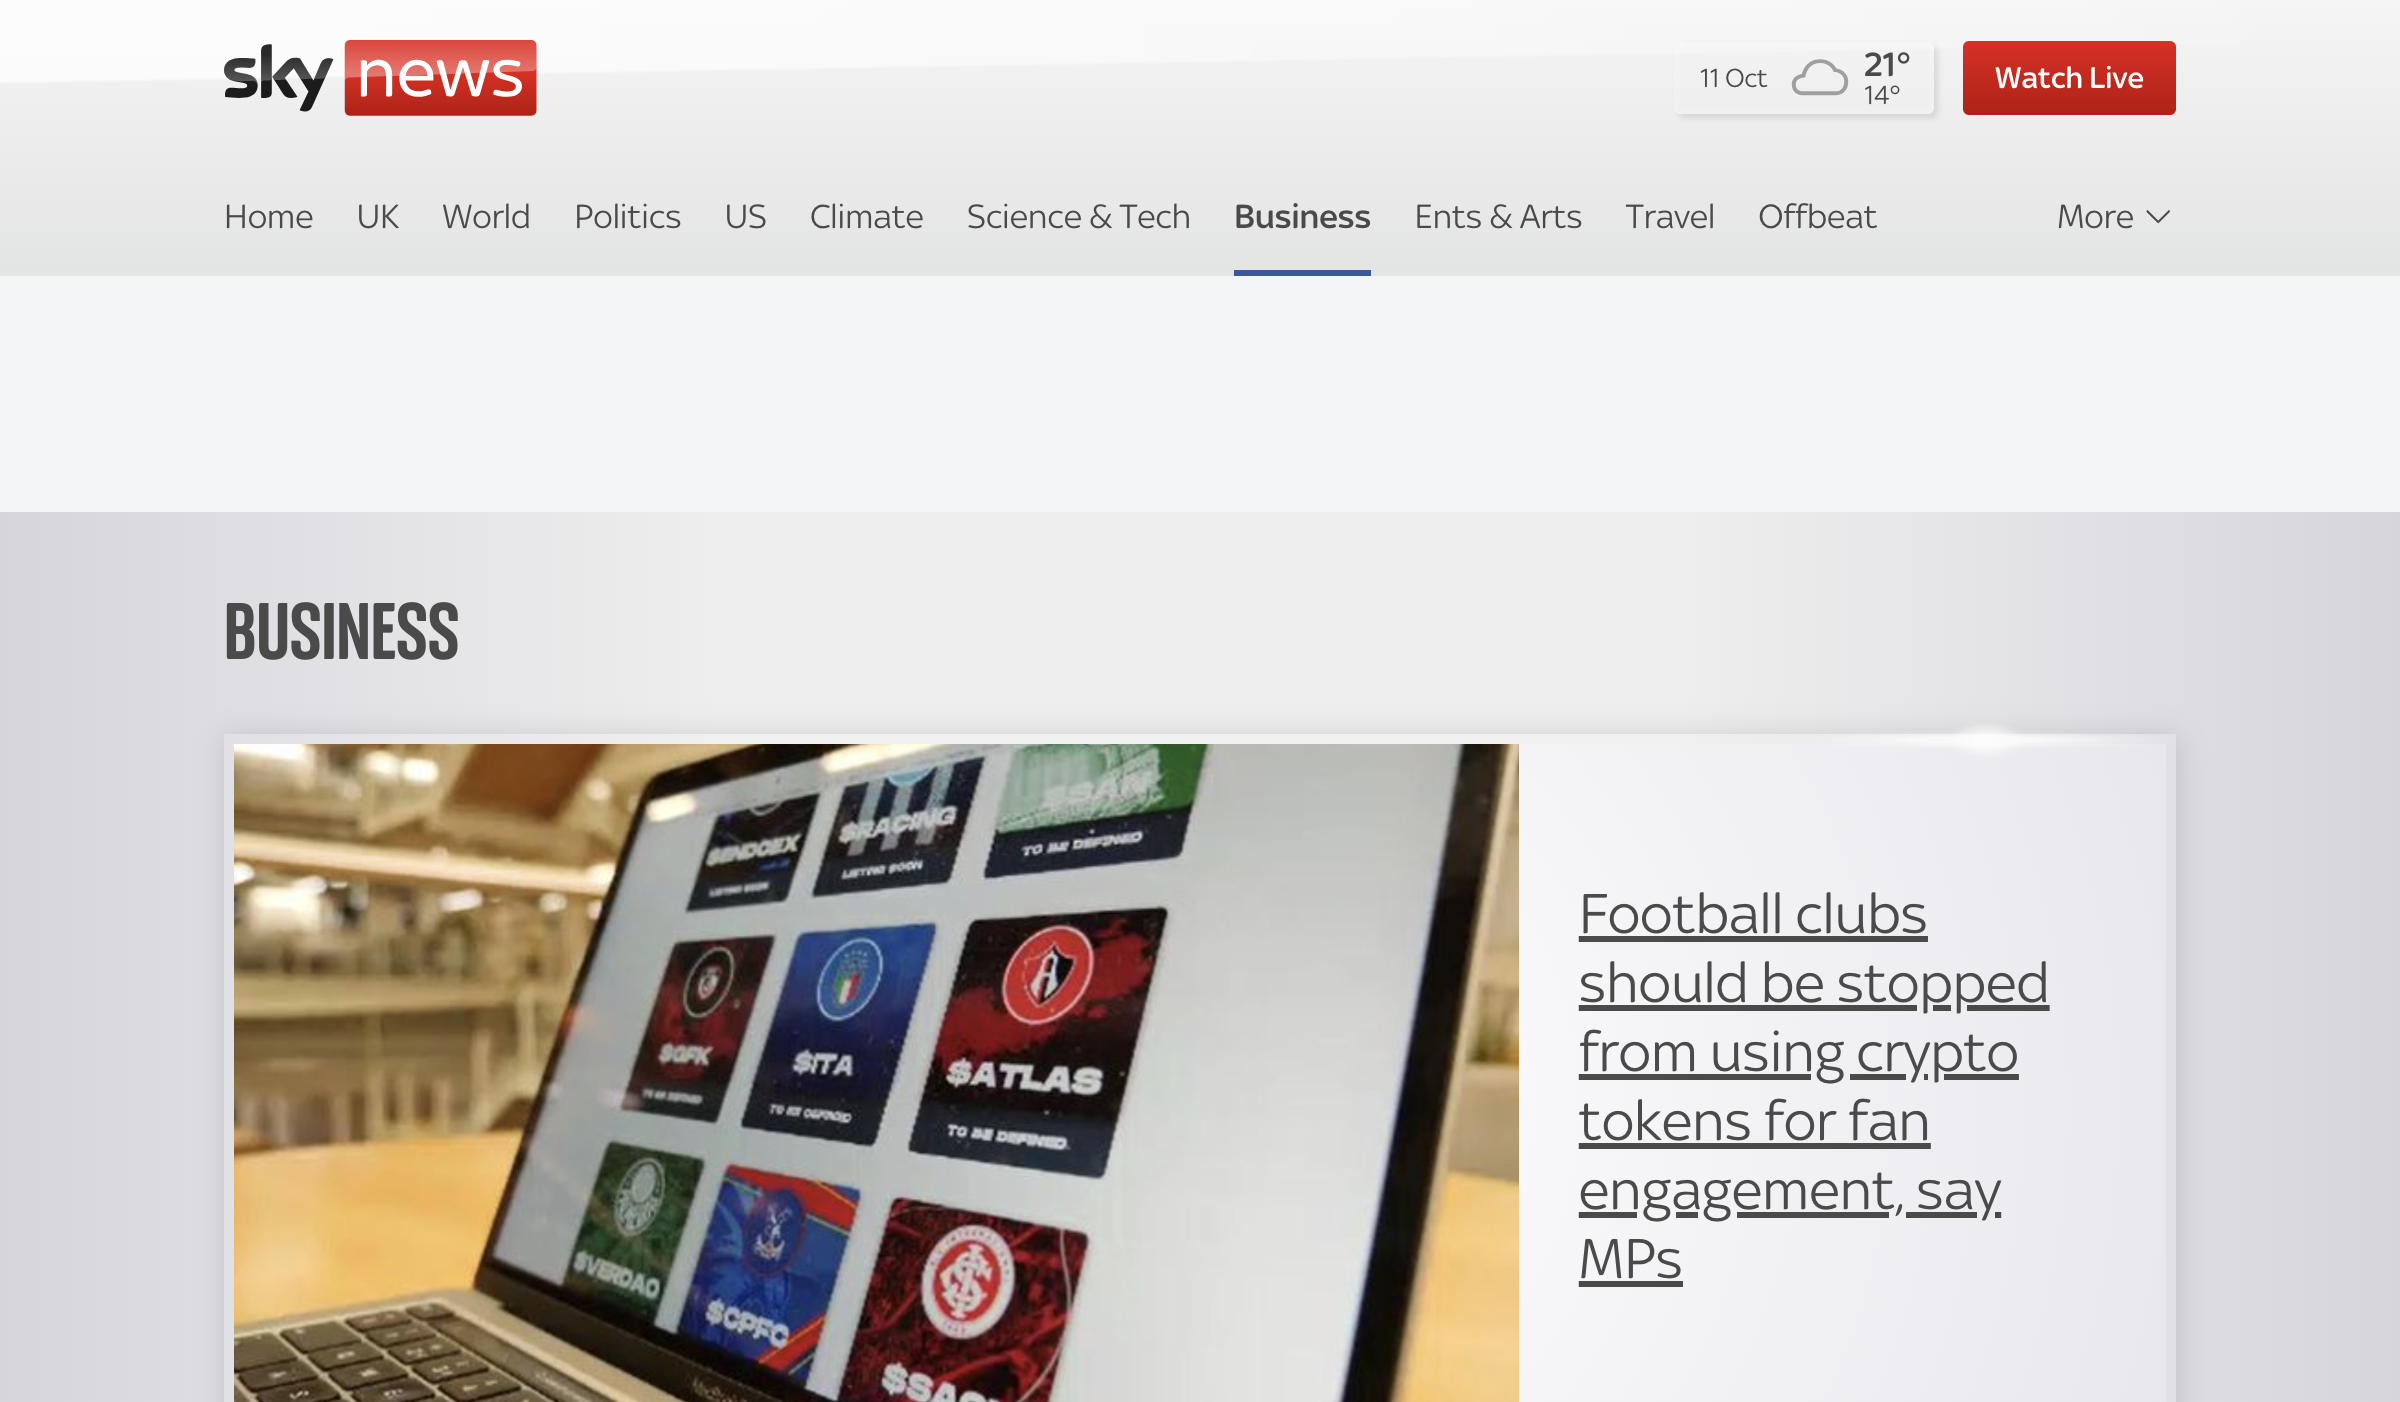 sky news
11 Oct
21°
14°
Watch Live
Home UK World Politics US Climate Science & Tech Business Ents & Arts Travel Offbeat More
BUSINESS
$RACING
LISTING SOON
LISTING SOON
TO BE DEFINED
$GFK
TO BE DEFINED
$ITA
TO BE DEFINED
$ATLAS
TO BE DEFINED
$VERDAO
$CPFC
Football clubs
should be stopped
from using crypto
tokens for fan
engagement, say
MPs